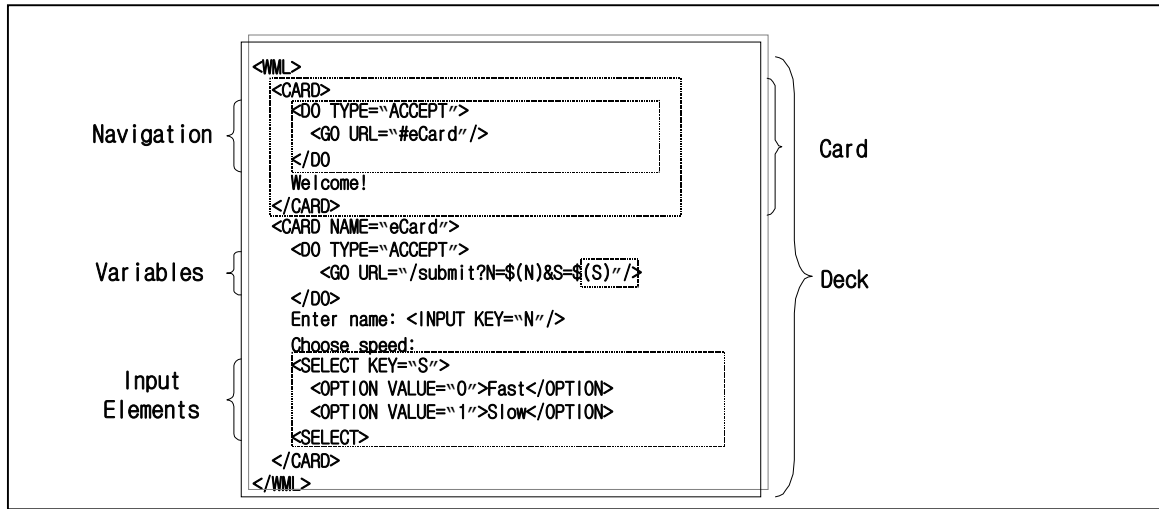 <WML>
<CARD>
<DO TYPE="ACCEPT">
Navigation
<GO URL="#eCard"/>
</DO
Welcome!
</CARD>
Card
<CARD NAME="eCard">
<DO TYPE="ACCEPT">
Variables
<GO URL="/submit?N=$(N)&S=$(S)"/>
Deck
</DO>
Enter name: <INPUT KEY="N"/>
Choose speed:
<SELECT KEY="S">
Input
Elements
<OPTION VALUE="0">Fast</OPTION>
<OPTION VALUE="1">Slow</OPTION>
<SELECT>
</CARD>
</WML>